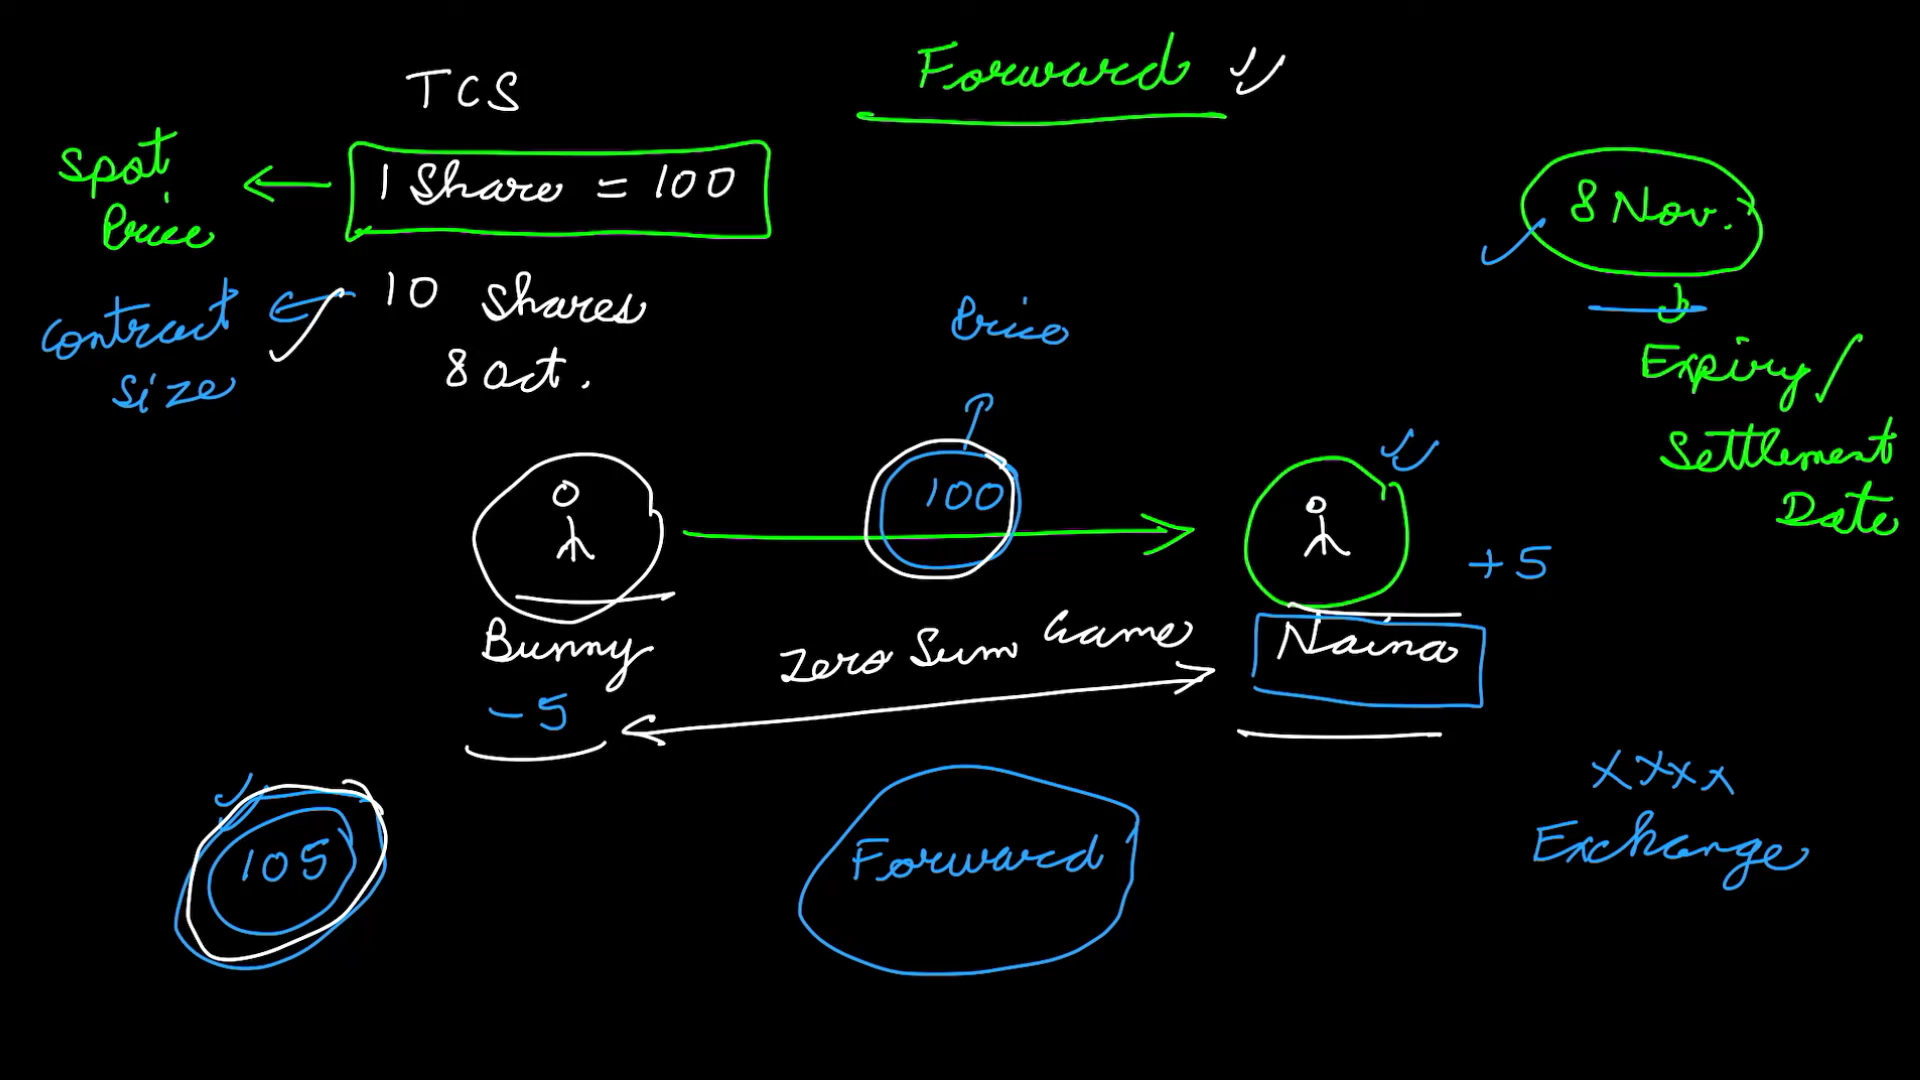 Forward
TCS
Spot
Price
1 Share = 100
8 Nov.
10 Shares
8 Oct.
Contract
Size
Price
Expiry/
Settlement
Date
100
+5
Bunny
Zero Sum Game
Naina
-5
105
Forward
xxxx
Exchange